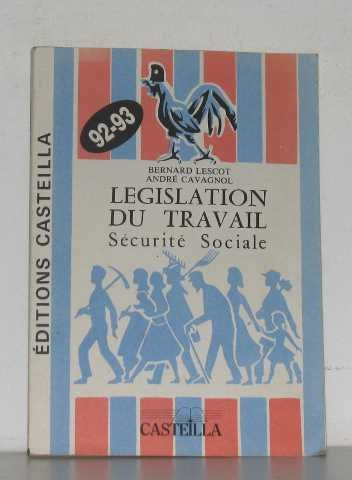 92-93
BERNARD LESCOT
ANDRÉ CAVAGNOL
LEGISLATION
DU TRAVAIL
Sécurité Sociale
CASTEILLA
ÉDITIONS CASTEILLA